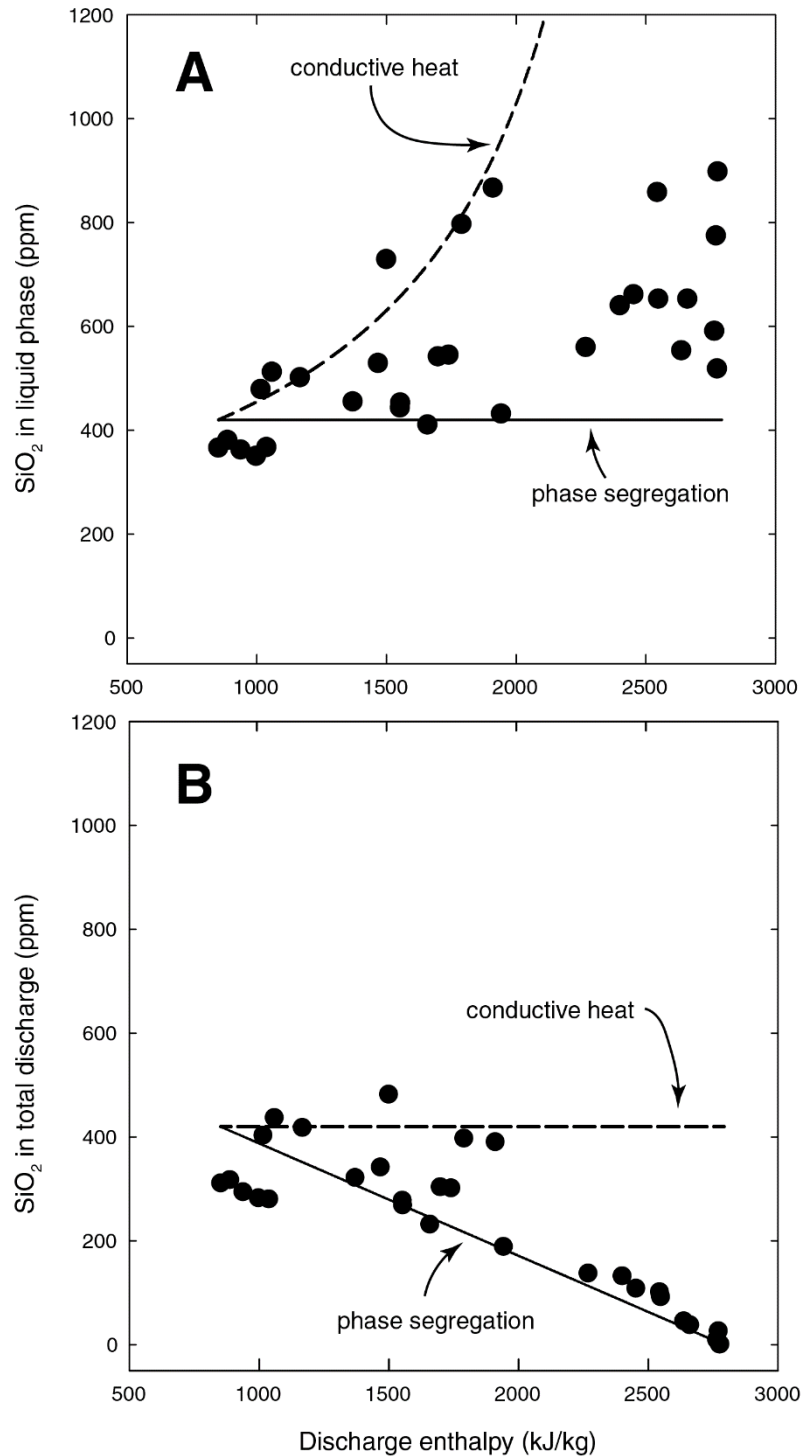 A
conductive heat
phase segregation
SiO2 in liquid phase (ppm)
1200
1000
800
600
400
200
0
500 1000 1500 2000 2500 3000
B
conductive heat
phase segregation
SiO2 in total discharge (ppm)
1200
1000
800
600
400
200
0
500 1000 1500 2000 2500 3000
Discharge enthalpy (kJ/kg)